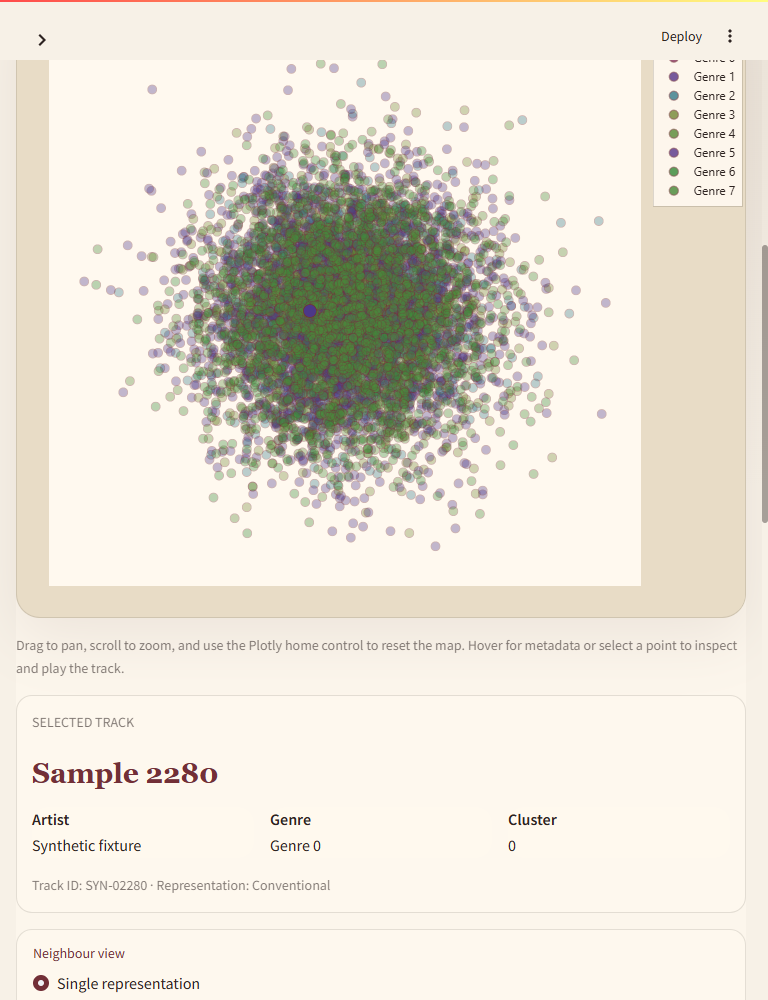 Deploy
Genre 0
Genre 1
Genre 2
Genre 3
Genre 4
Genre 5
Genre 6
Genre 7
Drag to pan, scroll to zoom, and use the Plotly home control to reset the map. Hover for metadata or select a point to inspect
and play the track.
SELECTED TRACK
Sample 2280
Artist
Genre
Cluster
Synthetic fixture
Genre 0
0
Track ID: SYN-02280 · Representation: Conventional
Neighbour view
Single representation